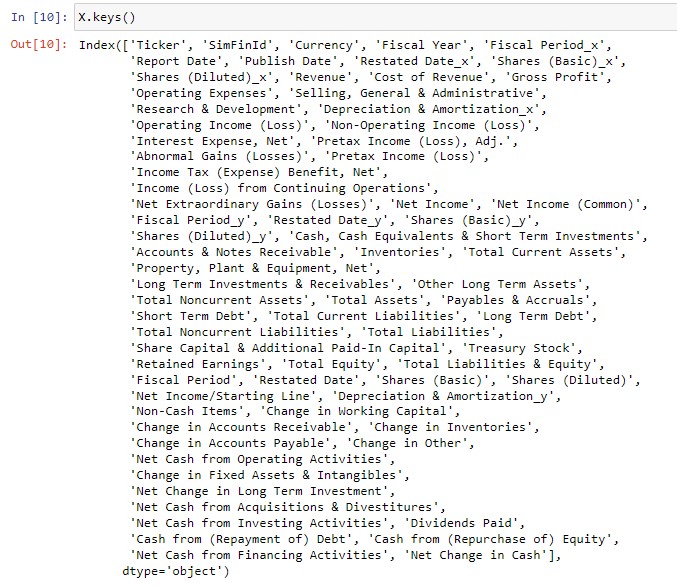 In [10]: X.keys()
Out[10]: Index(['Ticker', 'SimFinId', 'Currency', 'Fiscal Year', 'Fiscal Period_x',
'Report Date', 'Publish Date', 'Restated Date_x', 'Shares (Basic)_x',
'Shares (Diluted)_x', 'Revenue', 'Cost of Revenue', 'Gross Profit',
'Operating Expenses', 'Selling, General & Administrative',
'Research & Development', 'Depreciation & Amortization_x',
'Operating Income (Loss)', 'Non-Operating Income (Loss)',
'Interest Expense, Net', 'Pretax Income (Loss), Adj.',
'Abnormal Gains (Losses)', 'Pretax Income (Loss)',
'Income Tax (Expense) Benefit, Net',
'Income (Loss) from Continuing Operations',
'Net Extraordinary Gains (Losses)', 'Net Income', 'Net Income (Common)',
'Fiscal Period_y', 'Restated Date_y', 'Shares (Basic)_y',
'Shares (Diluted)_y', 'Cash, Cash Equivalents & Short Term Investments',
'Accounts & Notes Receivable', 'Inventories', 'Total Current Assets',
'Property, Plant & Equipment, Net',
'Long Term Investments & Receivables', 'Other Long Term Assets',
'Total Noncurrent Assets', 'Total Assets', 'Payables & Accruals',
'Short Term Debt', 'Total Current Liabilities', 'Long Term Debt',
'Total Noncurrent Liabilities', 'Total Liabilities',
'Share Capital & Additional Paid-In Capital', 'Treasury Stock',
'Retained Earnings', 'Total Equity', 'Total Liabilities & Equity',
'Fiscal Period', 'Restated Date', 'Shares (Basic)', 'Shares (Diluted)',
'Net Income/Starting Line', 'Depreciation & Amortization_y',
'Non-Cash Items', 'Change in Working Capital',
'Change in Accounts Receivable', 'Change in Inventories',
'Change in Accounts Payable', 'Change in Other',
'Net Cash from Operating Activities',
'Change in Fixed Assets & Intangibles',
'Net Change in Long Term Investment',
'Net Cash from Acquisitions & Divestitures',
'Net Cash from Investing Activities', 'Dividends Paid',
'Cash from (Repayment of) Debt', 'Cash from (Repurchase of) Equity',
'Net Cash from Financing Activities', 'Net Change in Cash'],
dtype='object')